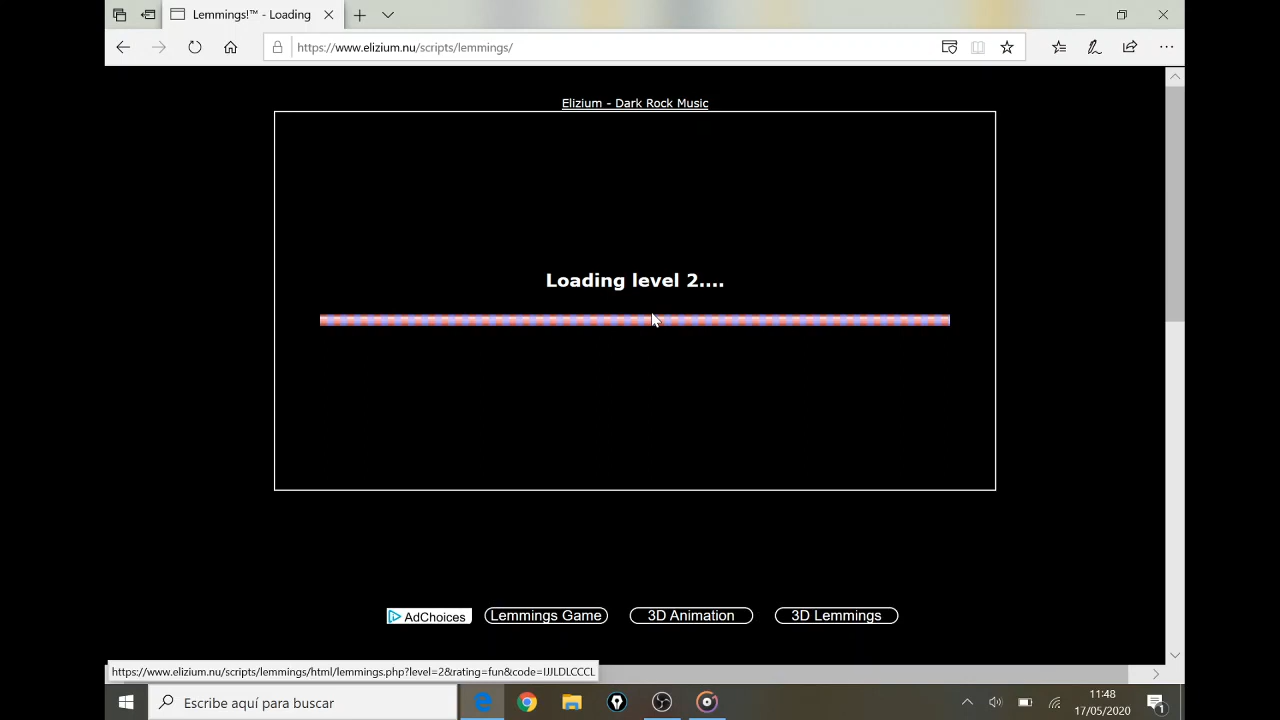 Lemmings!™ - Loading
https://www.elizium.nu/scripts/lemmings/
Elizium - Dark Rock Music
Loading level 2....
AdChoices
Lemmings Game
3D Animation
3D Lemmings
https://www.elizium.nu/scripts/lemmings/html/lemmings.php?level=2&rating=fun&code=IJJLDLCCCL
Escribe aquí para buscar
11:48
17/05/2020
1